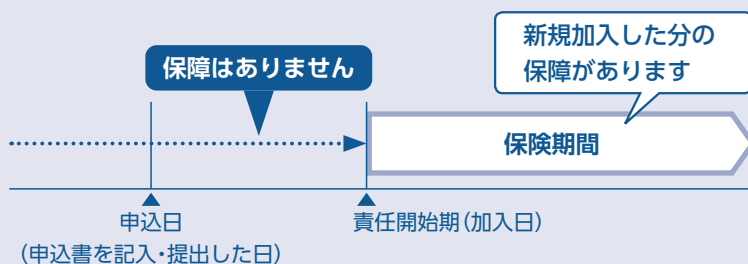 新規加入した分の
保障があります
保障はありません
保険期間
申込日
(申込書を記入・提出した日)
責任開始期(加入日)